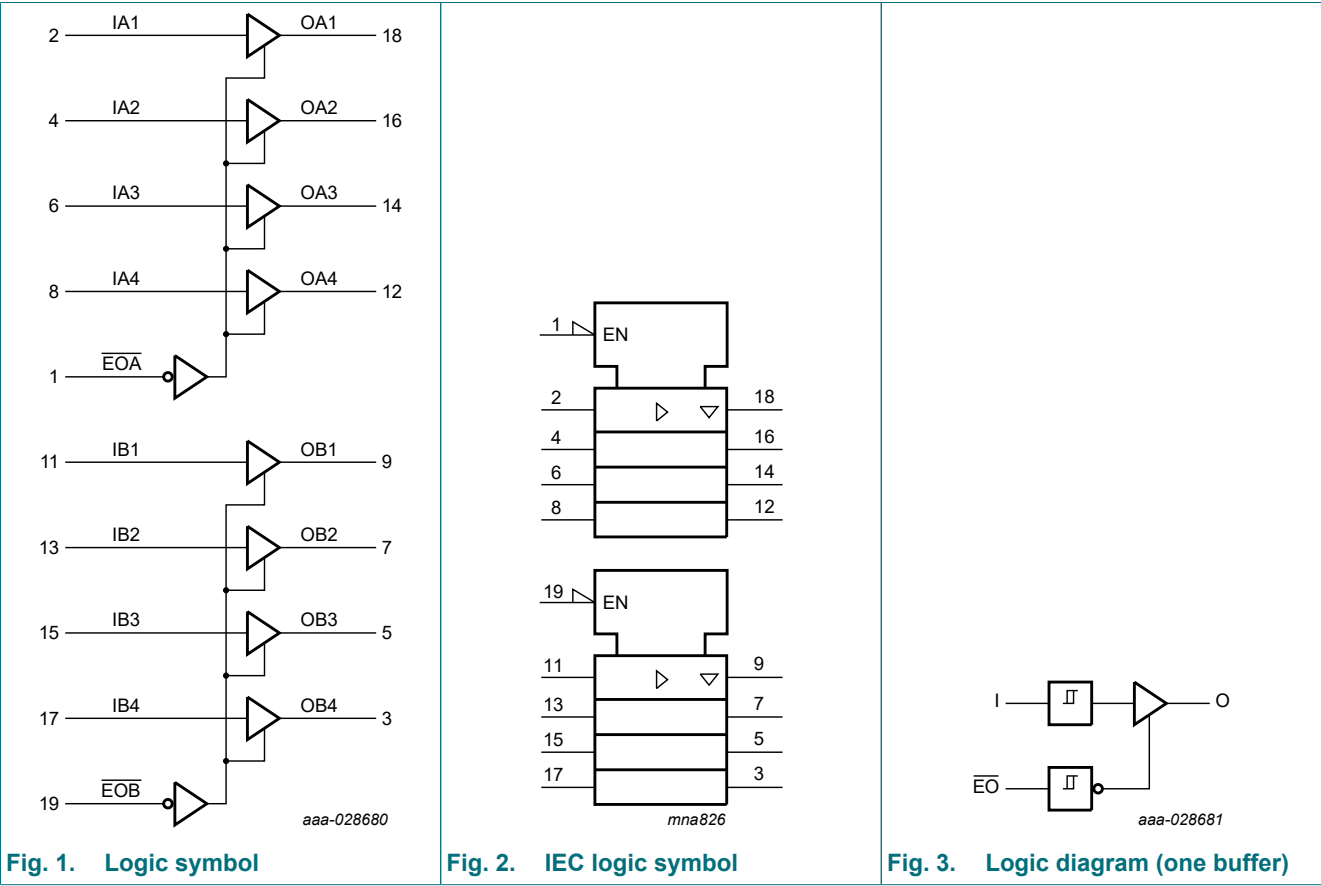 2 IA1 OA1 18
4 IA2 OA2 16
6 IA3 OA3 14
8 IA4 OA4 12
1 E̅O̅A̅
11 IB1 OB1 9
13 IB2 OB2 7
15 IB3 OB3 5
17 IB4 OB4 3
19 E̅O̅B̅
aaa-028680
Fig. 1. Logic symbol
1 EN
2 18
4 16
6 14
8 12
19 EN
11 9
13 7
15 5
17 3
mna826
Fig. 2. IEC logic symbol
I O
E̅O̅
aaa-028681
Fig. 3. Logic diagram (one buffer)